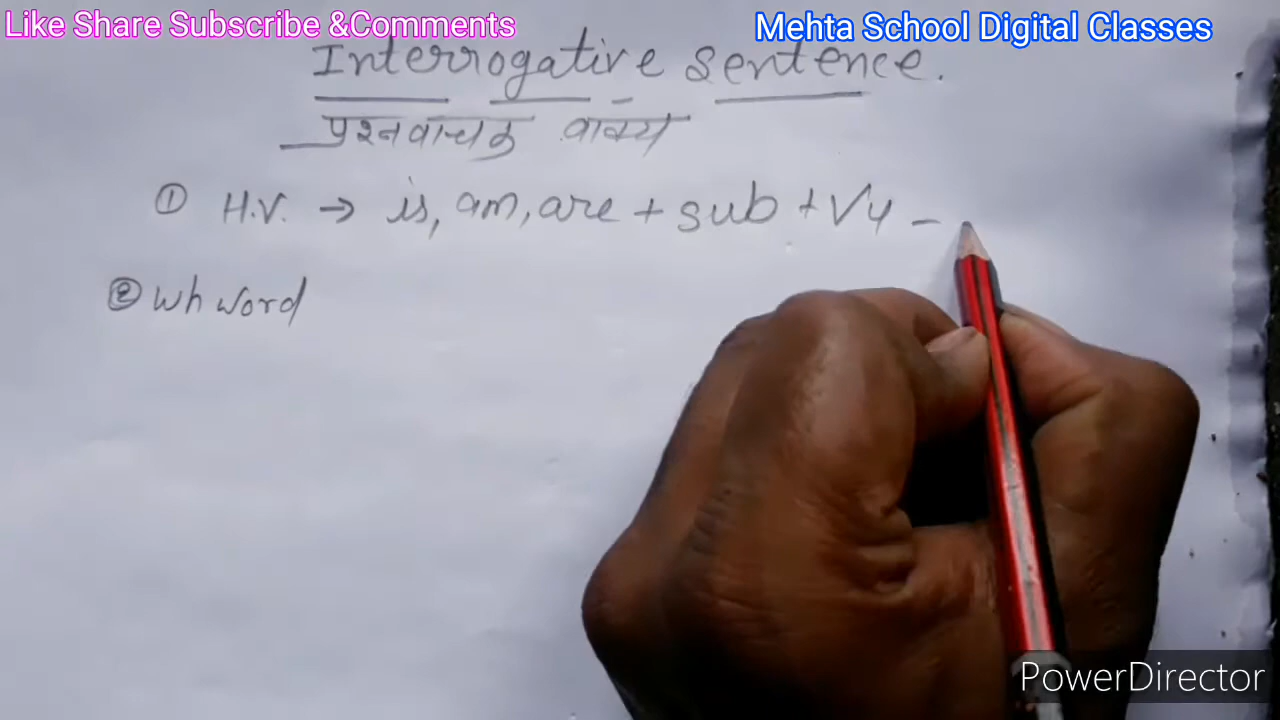 Like Share Subscribe &Comments
Mehta School Digital Classes
Interrogative Sentence.
प्रश्नवाचक वाक्य
① H.V. → is, am, are + sub + V4 -
② Wh word
PowerDirector